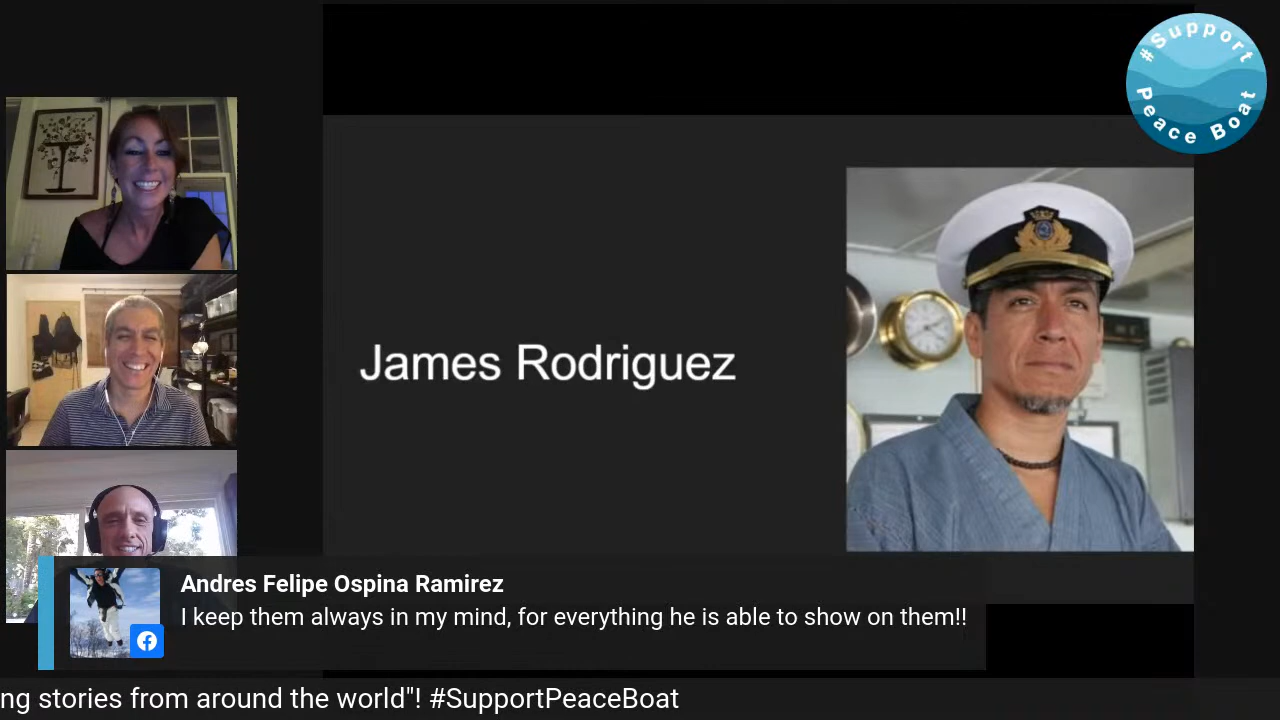 #Support
Peace Boat
James Rodriguez
Andres Felipe Ospina Ramirez
I keep them always in my mind, for everything he is able to show on them!!
ng stories from around the world"! #SupportPeaceBoat